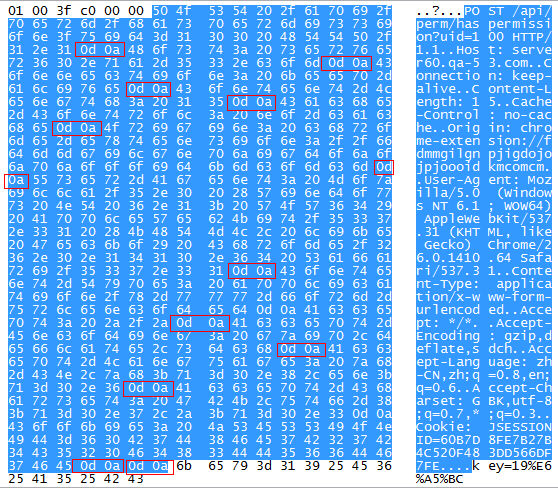 01 00 3f c0 00 00 50 4f  53 54 20 2f 61 70 69 2f  ..?...PO ST /api/
70 65 72 6d 2f 68 61 73  70 65 72 6d 69 73 73 69  perm/has permissi
6f 6e 3f 75 69 64 3d 31  30 30 20 48 54 54 50 2f  on?uid=1 00 HTTP/
31 2e 31 0d 0a 48 6f 73  74 3a 20 73 65 72 76 65  1.1..Hos t: serve
72 36 30 2e 71 61 2d 35  33 2e 63 6f 6d 0d 0a 43  r60.qa-5 3.com..C
6f 6e 6e 65 63 74 69 6f  6e 3a 20 6b 65 65 70 2d  onnectio n: keep-
61 6c 69 76 65 0d 0a 43  6f 6e 74 65 6e 74 2d 4c  alive..C ontent-L
65 6e 67 74 68 3a 20 31  35 0d 0a 43 61 63 68 65  ength: 1 5..Cache
2d 43 6f 6e 74 72 6f 6c  3a 20 6e 6f 2d 63 61 63  -Control : no-cac
68 65 0d 0a 4f 72 69 67  69 6e 3a 20 63 68 72 6f  he..Orig in: chro
6d 65 2d 65 78 74 65 6e  73 69 6f 6e 3a 2f 2f 66  me-exten sion://f
64 6d 6d 67 69 6c 67 6e  70 6a 69 67 64 6f 6a 6f  dmmgilgn pjigdojo
6a 70 6a 6f 6f 6f 69 64  6b 6d 63 6f 6d 63 6d 0d  jpjoooid kmcomcm.
0a 55 73 65 72 2d 41 67  65 6e 74 3a 20 4d 6f 7a  .User-Ag ent: Moz
69 6c 6c 61 2f 35 2e 30  20 28 57 69 6e 64 6f 77  illa/5.0  (Window
73 20 4e 54 20 36 2e 31  3b 20 57 4f 57 36 34 29  s NT 6.1 ; WOW64)
20 41 70 70 6c 65 57 65  62 4b 69 74 2f 35 33 37   AppleWe bKit/537
2e 33 31 20 28 4b 48 54  4d 4c 2c 20 6c 69 6b 65  .31 (KHT ML, like
20 47 65 63 6b 6f 29 20  43 68 72 6f 6d 65 2f 32   Gecko)  Chrome/2
36 2e 30 2e 31 34 31 30  2e 36 34 20 53 61 66 61  6.0.1410 .64 Safa
72 69 2f 35 33 37 2e 33  31 0d 0a 43 6f 6e 74 65  ri/537.3 1..Conte
6e 74 2d 54 79 70 65 3a  20 61 70 70 6c 69 63 61  nt-Type:  applica
74 69 6f 6e 2f 78 2d 77  77 77 2d 66 6f 72 6d 2d  tion/x-w ww-form-
75 72 6c 65 6e 63 6f 64  65 64 0d 0a 41 63 63 65  urlencod ed..Acce
70 74 3a 20 2a 2f 2a 0d  0a 41 63 63 65 70 74 2d  pt: */*. .Accept-
45 6e 63 6f 64 69 6e 67  3a 20 67 7a 69 70 2c 64  Encoding : gzip,d
65 66 6c 61 74 65 2c 73  64 63 68 0d 0a 41 63 63  eflate,s dch..Acc
65 70 74 2d 4c 61 6e 67  75 61 67 65 3a 20 7a 68  ept-Lang uage: zh
2d 43 4e 2c 7a 68 3b 71  3d 30 2e 38 2c 65 6e 3b  -CN,zh;q =0.8,en;
71 3d 30 2e 36 0d 0a 41  63 63 65 70 74 2d 43 68  q=0.6..A ccept-Ch
61 72 73 65 74 3a 20 47  42 4b 2c 75 74 66 2d 38  arset: G BK,utf-8
3b 71 3d 30 2e 37 2c 2a  3b 71 3d 30 2e 33 0d 0a  ;q=0.7,* ;q=0.3..
43 6f 6f 6b 69 65 3a 20  4a 53 45 53 53 49 4f 4e  Cookie:  JSESSION
49 44 3d 36 30 42 37 44  38 46 45 37 42 32 37 42  ID=60B7D 8FE7B27B
34 43 35 32 30 46 34 38  33 44 44 35 36 36 44 46  4C520F48 3DD566DF
37 46 45 0d 0a 0d 0a 6b  65 79 3d 31 39 25 45 36  7FE....k ey=19%E6
25 41 35 25 42 43  %A5%BC